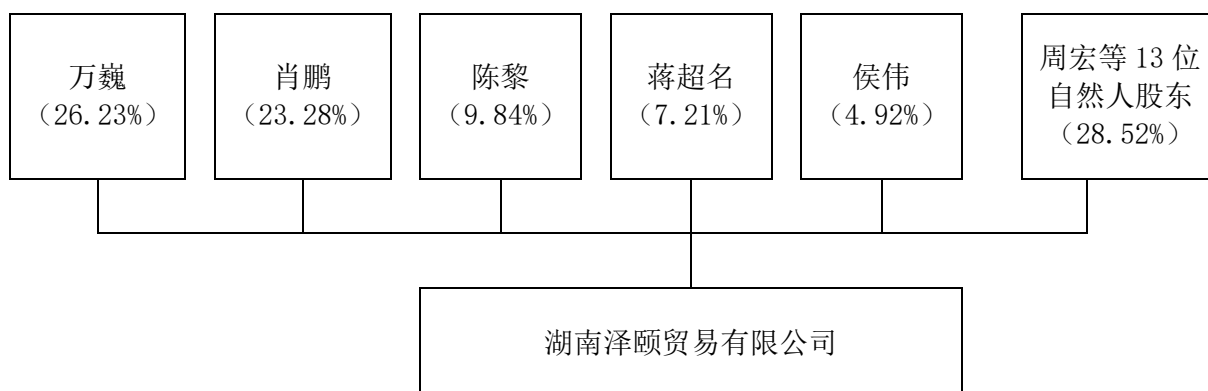 万巍
（26.23%）
肖鹏
（23.28%）
陈黎
（9.84%）
蒋超名
（7.21%）
侯伟
（4.92%）
周宏等 13 位
自然人股东
（28.52%）
湖南泽颐贸易有限公司